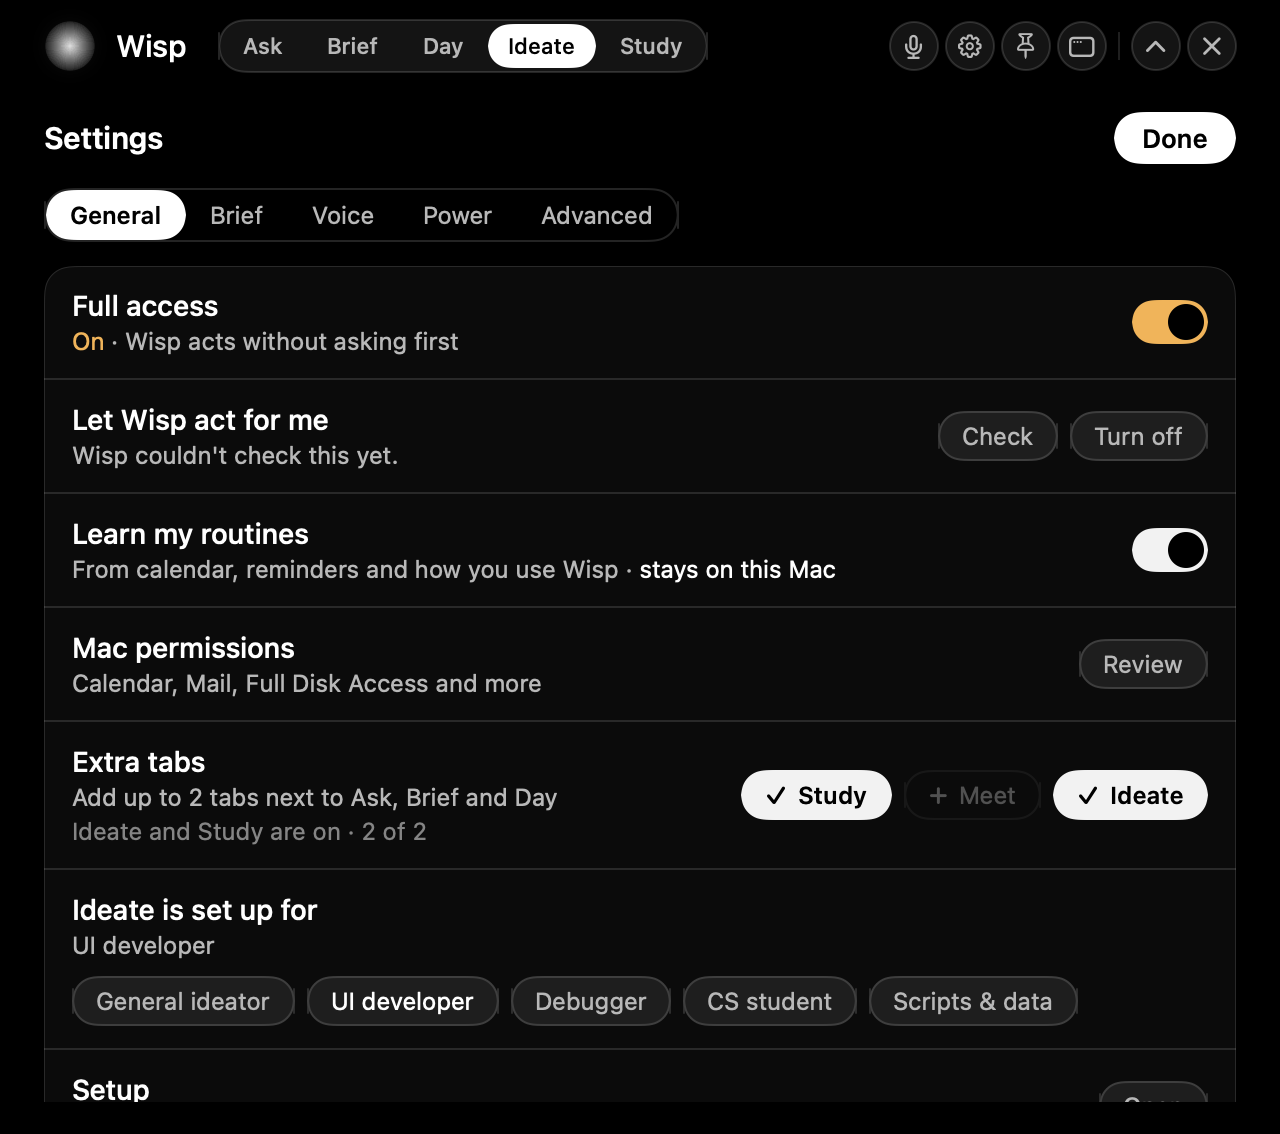 Wisp
Ask Brief Day Ideate Study
Settings
Done
General Brief Voice Power Advanced
Full access
On · Wisp acts without asking first
Let Wisp act for me
Wisp couldn't check this yet.
Check Turn off
Learn my routines
From calendar, reminders and how you use Wisp · stays on this Mac
Mac permissions
Calendar, Mail, Full Disk Access and more
Review
Extra tabs
Add up to 2 tabs next to Ask, Brief and Day
Ideate and Study are on · 2 of 2
✓ Study + Meet ✓ Ideate
Ideate is set up for
UI developer
General ideator UI developer Debugger CS student Scripts & data
Setup